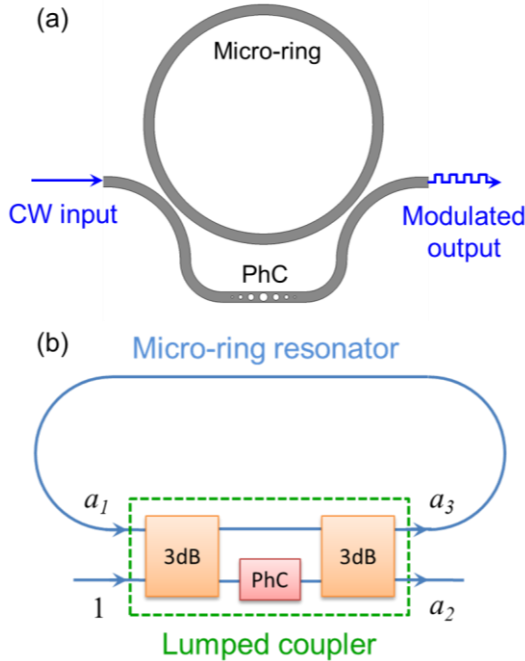 (a)
Micro-ring
CW input
Modulated
output
PhC
(b)
Micro-ring resonator
a1
a3
3dB
PhC
3dB
1
a2
Lumped coupler